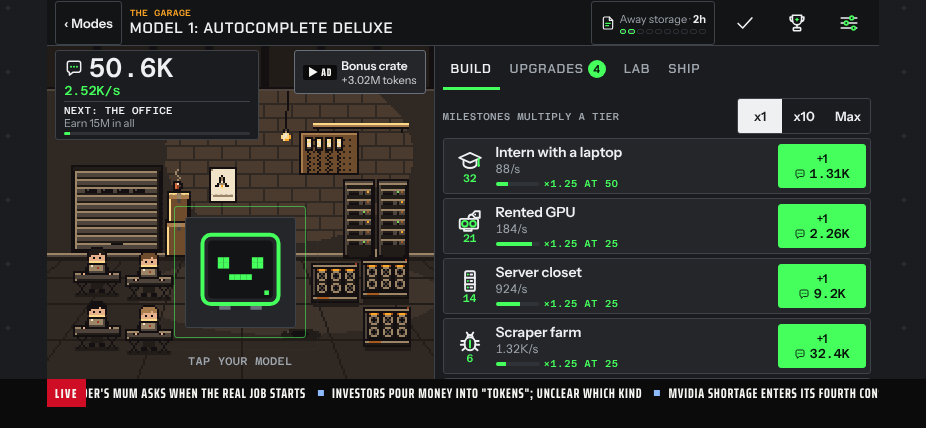 ‹ Modes
THE GARAGE
MODEL 1: AUTOCOMPLETE DELUXE
Away storage · 2h
50.6K
2.52K/s
NEXT: THE OFFICE
Earn 15M in all
AD
Bonus crate
+3.02M tokens
A
TAP YOUR MODEL
BUILD
UPGRADES 4
LAB
SHIP
MILESTONES MULTIPLY A TIER
x1
x10
Max
Intern with a laptop
88/s
32
×1.25 AT 50
+1
1.31K
Rented GPU
184/s
21
×1.25 AT 25
+1
2.26K
Server closet
924/s
14
×1.25 AT 25
+1
9.2K
Scraper farm
1.32K/s
6
×1.25 AT 25
+1
32.4K
LIVE
DER'S MUM ASKS WHEN THE REAL JOB STARTS
INVESTORS POUR MONEY INTO "TOKENS"; UNCLEAR WHICH KIND
MVIDIA SHORTAGE ENTERS ITS FOURTH CON